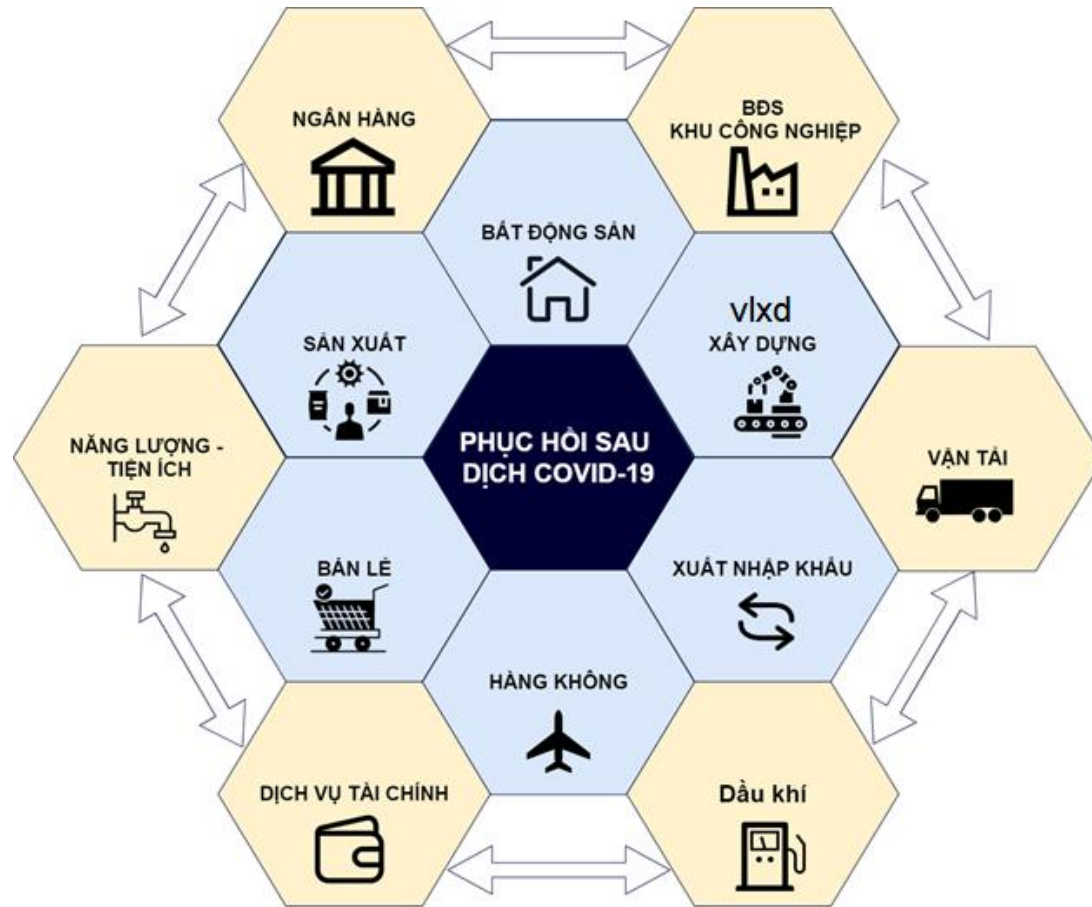 NGÂN HÀNG
BĐS
KHU CÔNG NGHIỆP
BẤT ĐỘNG SẢN
SẢN XUẤT
vlxd
XÂY DỰNG
NĂNG LƯỢNG -
TIỆN ÍCH
PHỤC HỒI SAU
DỊCH COVID-19
VẬN TẢI
BÁN LẺ
XUẤT NHẬP KHẨU
HÀNG KHÔNG
DỊCH VỤ TÀI CHÍNH
Dầu khí